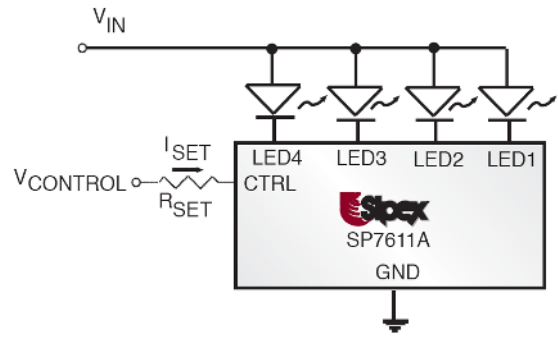 VIN
ISET
LED4 LED3 LED2 LED1
VCONTROL
RSET
CTRL
Sipex
SP7611A
GND